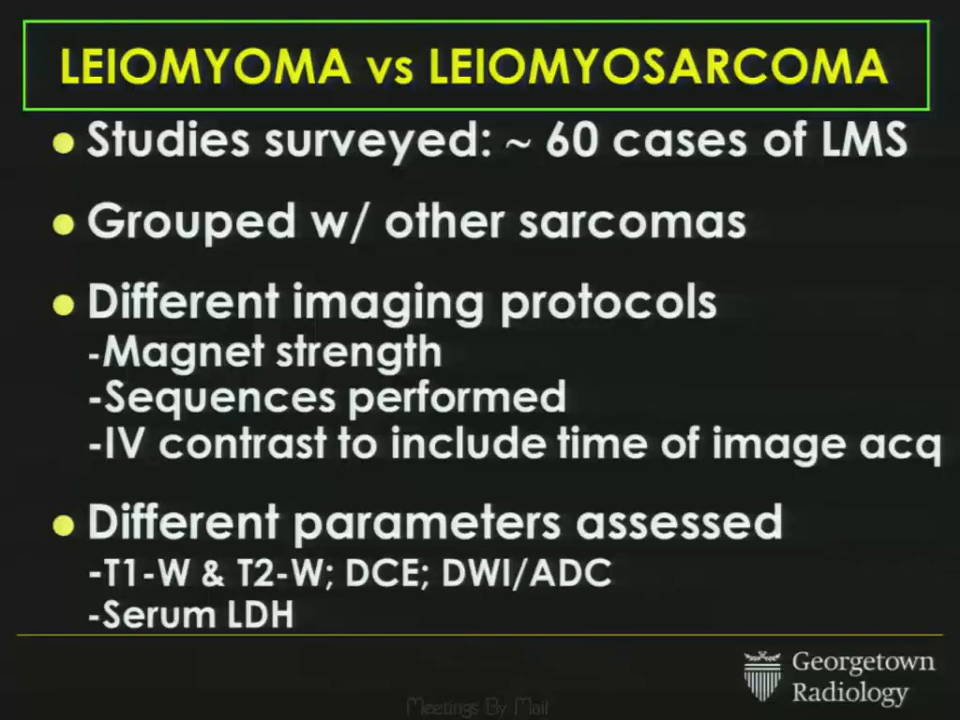 LEIOMYOMA vs LEIOMYOSARCOMA
Studies surveyed: ~ 60 cases of LMS
Grouped w/ other sarcomas
Different imaging protocols
-Magnet strength
-Sequences performed
-IV contrast to include time of image acq
Different parameters assessed
-T1-W & T2-W; DCE; DWI/ADC
-Serum LDH
Georgetown
Radiology
Meetings By Mail